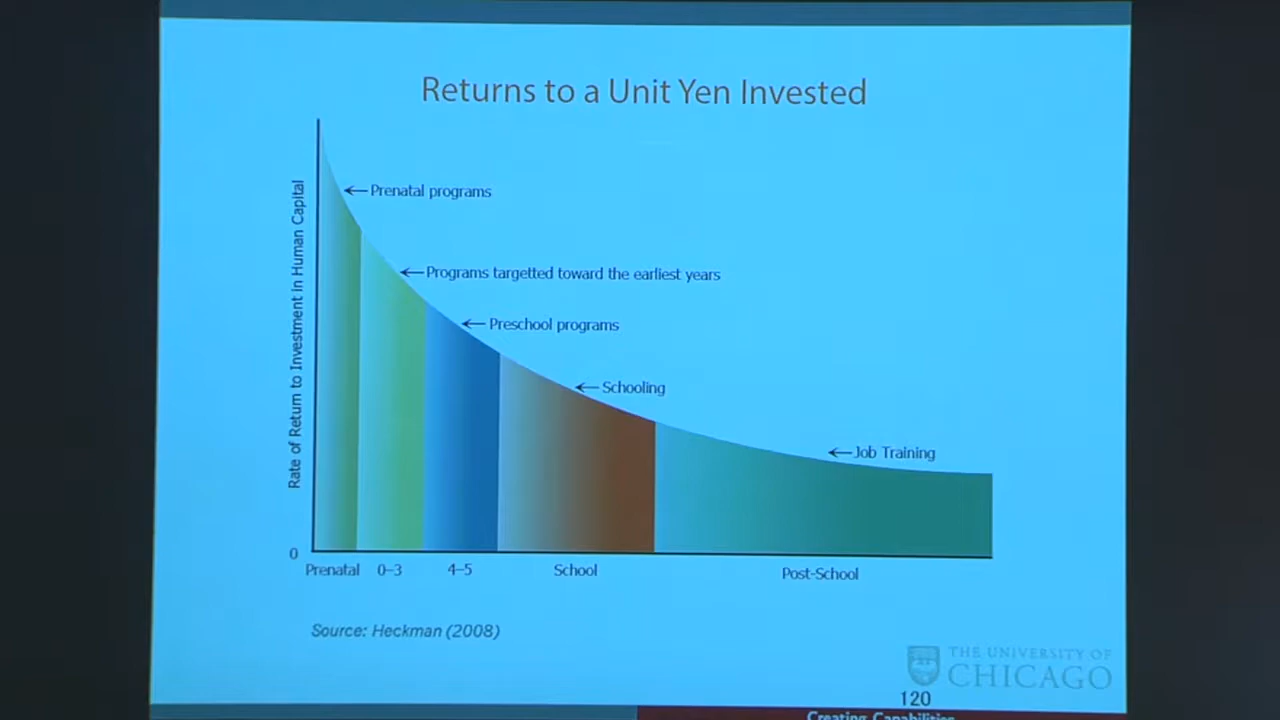 Returns to a Unit Yen Invested
Rate of Return to Investment in Human Capital
←Prenatal programs
←Programs targetted toward the earliest years
←Preschool programs
←Schooling
←Job Training
0
Prenatal 0–3 4–5 School Post-School
Source: Heckman (2008)
THE UNIVERSITY OF
CHICAGO
120
Creating Capabilities